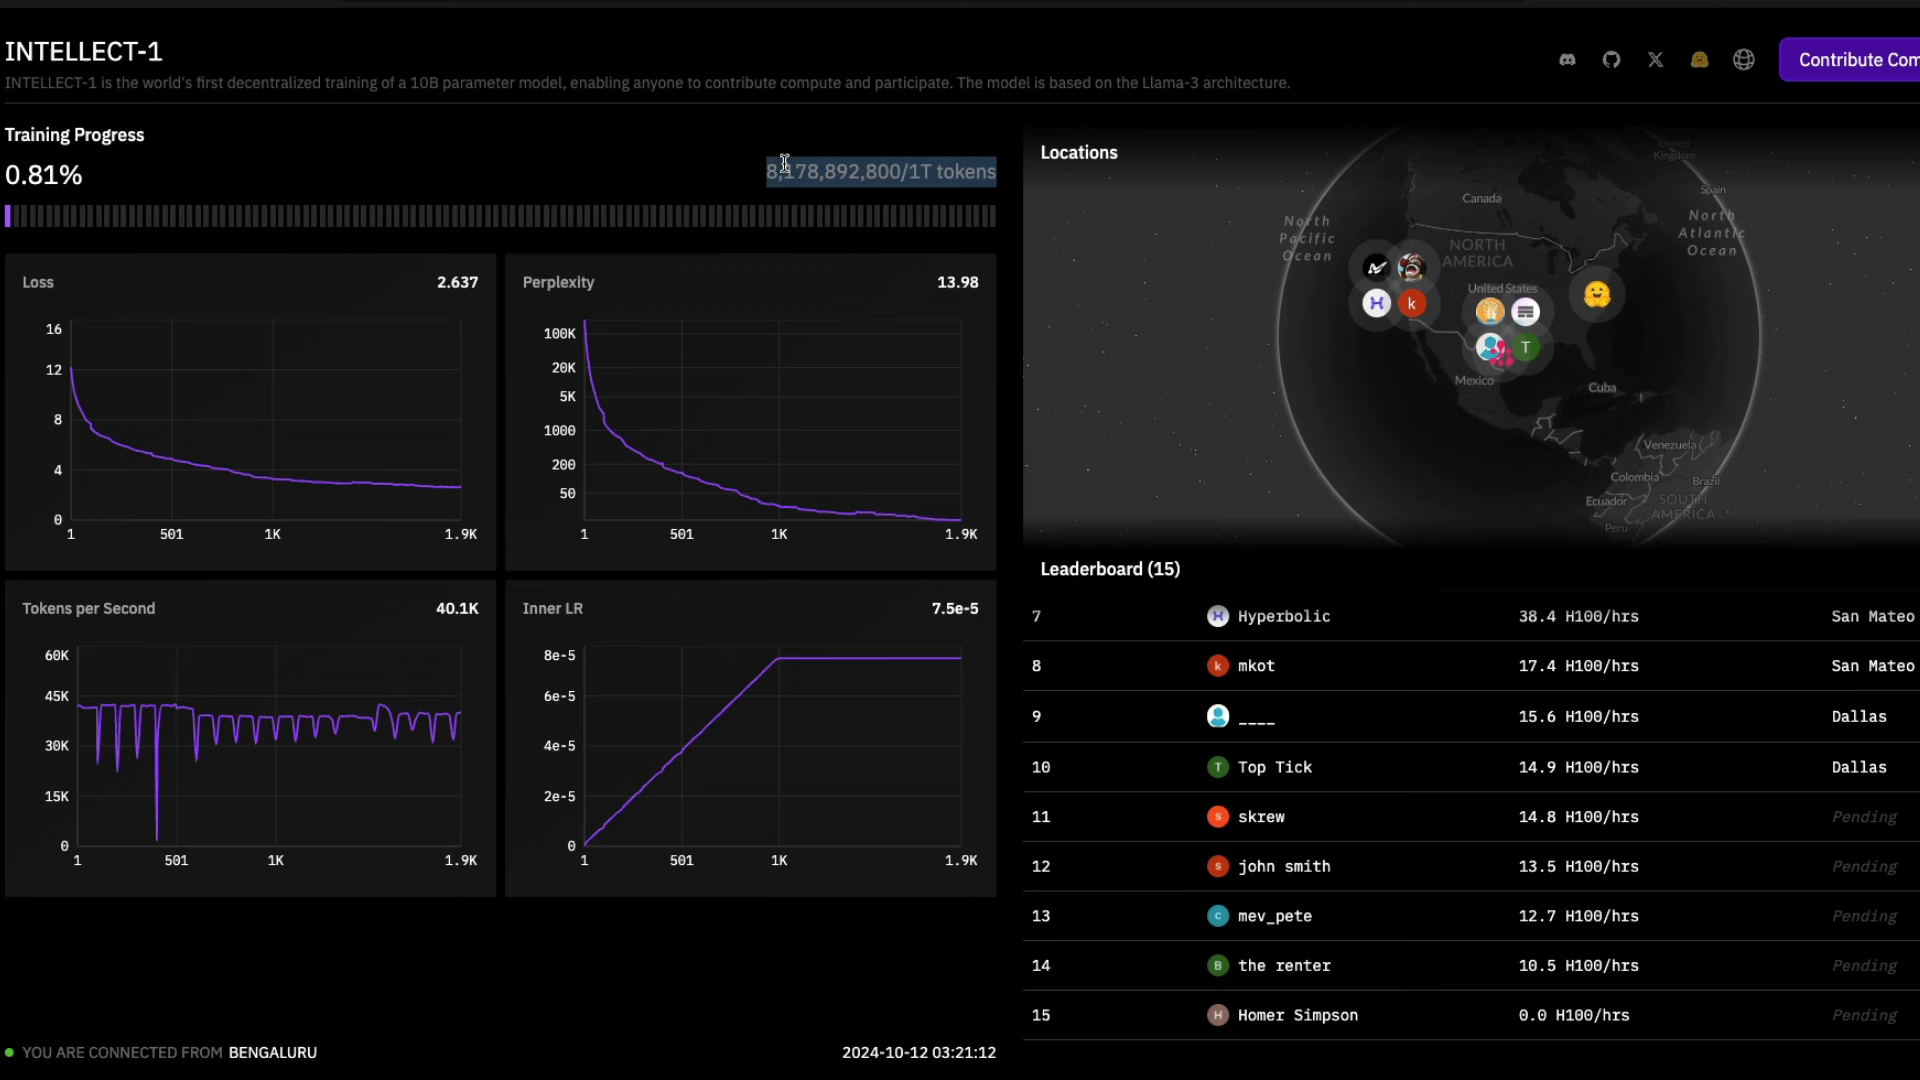 INTELLECT-1
INTELLECT-1 is the world's first decentralized training of a 10B parameter model, enabling anyone to contribute compute and participate. The model is based on the Llama-3 architecture.
Contribute Com
Training Progress
0.81%
8,178,892,800/1T tokens
Loss
2.637
16
12
8
4
0
1
501
1K
1.9K
Perplexity
13.98
100K
20K
5K
1000
200
50
1
501
1K
1.9K
Tokens per Second
40.1K
60K
45K
30K
15K
0
1
501
1K
1.9K
Inner LR
7.5e-5
8e-5
6e-5
4e-5
2e-5
0
1
501
1K
1.9K
YOU ARE CONNECTED FROM BENGALURU
2024-10-12 03:21:12
Locations
United
Kingdom
Canada
Spain
North
Pacific
Ocean
North
Atlantic
Ocean
NORTH
AMERICA
United States
k
T
Mexico
Cuba
Venezuela
Colombia
Brazil
Ecuador
SOUTH
AMERICA
Peru
Leaderboard (15)
7 Hyperbolic 38.4 H100/hrs San Mateo
8 k mkot 17.4 H100/hrs San Mateo
9 ____ 15.6 H100/hrs Dallas
10 T Top Tick 14.9 H100/hrs Dallas
11 s skrew 14.8 H100/hrs Pending
12 s john smith 13.5 H100/hrs Pending
13 c mev_pete 12.7 H100/hrs Pending
14 B the renter 10.5 H100/hrs Pending
15 H Homer Simpson 0.0 H100/hrs Pending